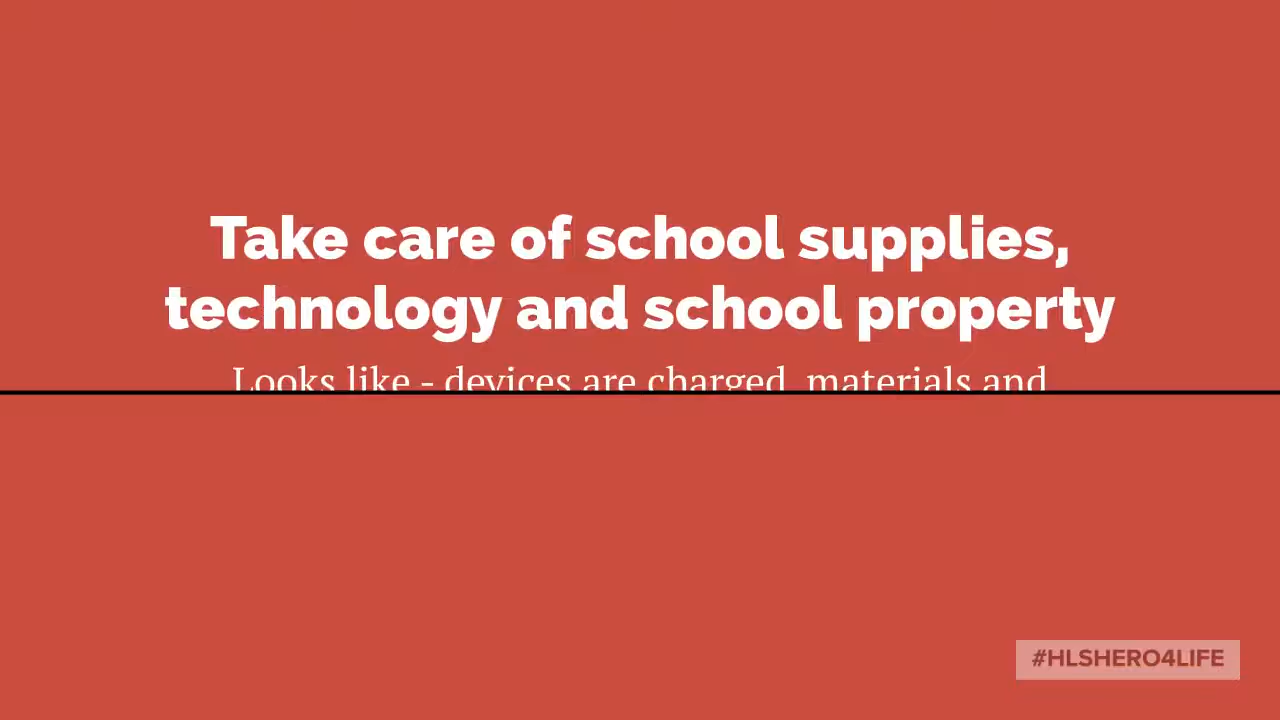 Take care of school supplies,
technology and school property
Looks like - devices are charged, materials and
#HLSHERO4LIFE